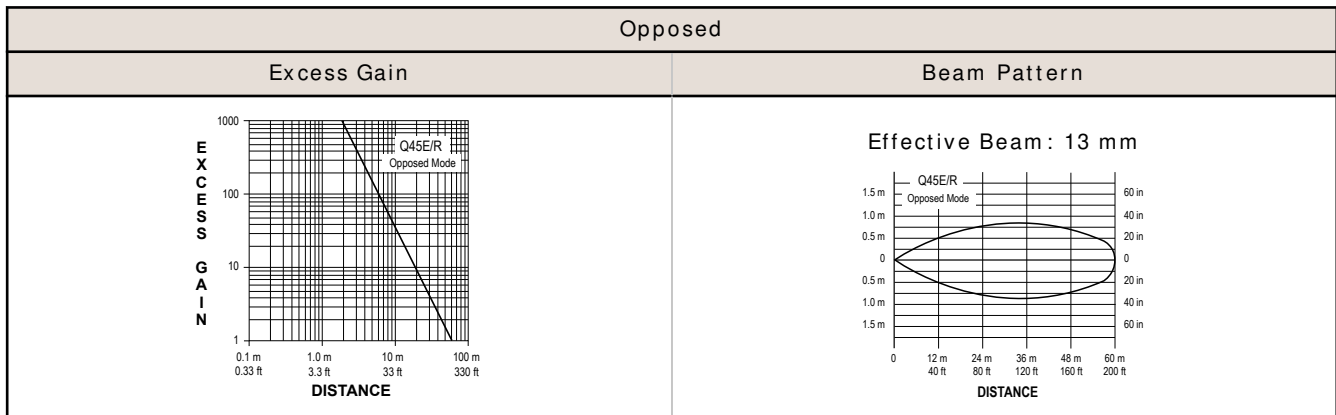 Opposed
Excess Gain
Beam Pattern
EXCESS GAIN
1000
100
10
1
Q45E/R
Opposed Mode
0.1 m 1.0 m 10 m 100 m
0.33 ft 3.3 ft 33 ft 330 ft
DISTANCE
Effective Beam: 13 mm
Q45E/R
Opposed Mode
1.5 m 60 in
1.0 m 40 in
0.5 m 20 in
0 0
0.5 m 20 in
1.0 m 40 in
1.5 m 60 in
0 12 m 24 m 36 m 48 m 60 m
40 ft 80 ft 120 ft 160 ft 200 ft
DISTANCE